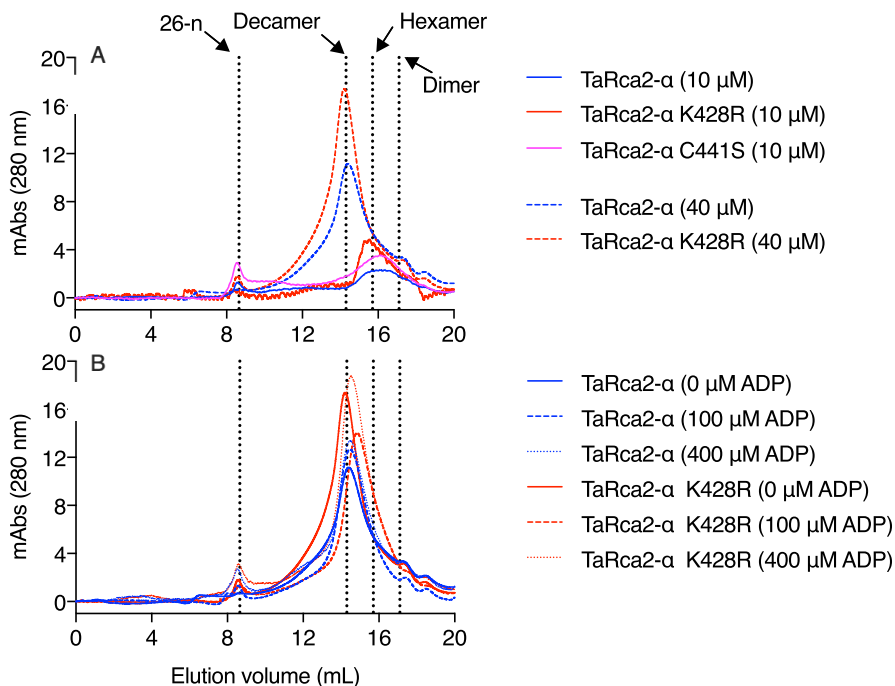 26-n Decamer Hexamer
Dimer
A
20
16
12
8
4
0
mAbs (280 nm)
0 4 8 12 16 20
TaRca2-α (10 μM)
TaRca2-α K428R (10 μM)
TaRca2-α C441S (10 μM)
TaRca2-α (40 μM)
TaRca2-α K428R (40 μM)
B
20
16
12
8
4
0
mAbs (280 nm)
0 4 8 12 16 20
Elution volume (mL)
TaRca2-α (0 μM ADP)
TaRca2-α (100 μM ADP)
TaRca2-α (400 μM ADP)
TaRca2-α K428R (0 μM ADP)
TaRca2-α K428R (100 μM ADP)
TaRca2-α K428R (400 μM ADP)